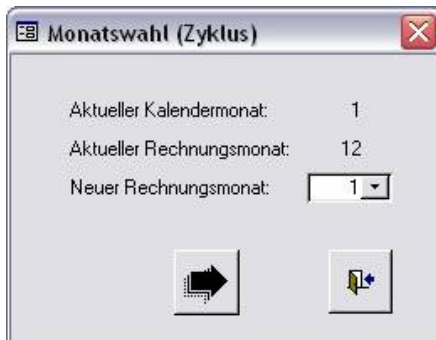 Monatswahl (Zyklus)
Aktueller Kalendermonat: 1
Aktueller Rechnungsmonat: 12
Neuer Rechnungsmonat: 1